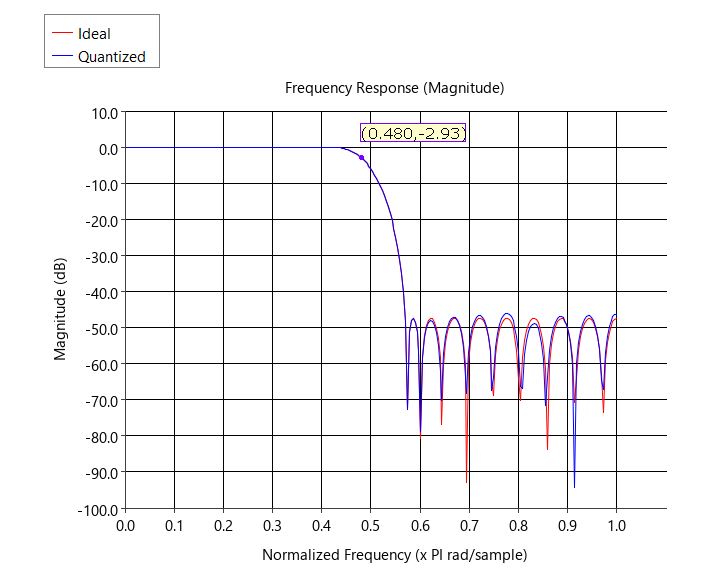 Ideal
Quantized
Frequency Response (Magnitude)
10.0
(0.480,-2.93)
0.0
-10.0
-20.0
-30.0
-40.0
-50.0
-60.0
-70.0
-80.0
-90.0
-100.0
Magnitude (dB)
0.0 0.1 0.2 0.3 0.4 0.5 0.6 0.7 0.8 0.9 1.0
Normalized Frequency (x PI rad/sample)